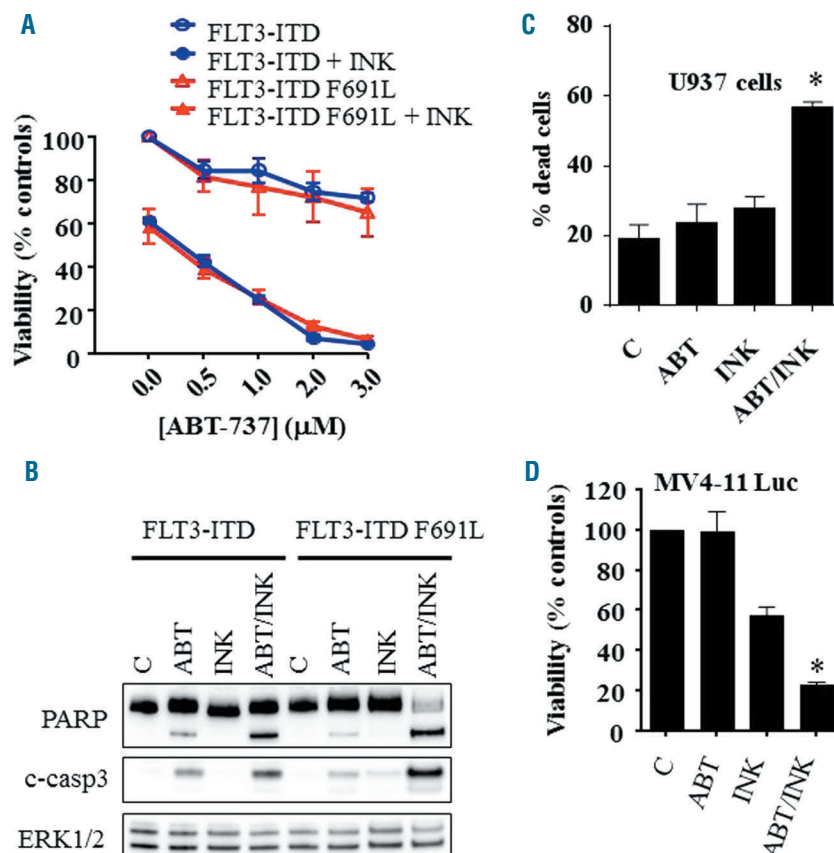 A
FLT3-ITD
FLT3-ITD + INK
FLT3-ITD F691L
FLT3-ITD F691L + INK
Viability (% controls)
100
80
60
40
20
0
0.0
0.5
1.0
2.0
3.0
[ABT-737] (μM)
B
FLT3-ITD
FLT3-ITD F691L
C
ABT
INK
ABT/INK
C
ABT
INK
ABT/INK
PARP
c-casp3
ERK1/2
C
U937 cells
*
% dead cells
80
60
40
20
0
C
ABT
INK
ABT/INK
D
MV4-11 Luc
*
Viability (% controls)
120
100
80
60
40
20
0
C
ABT
INK
ABT/INK